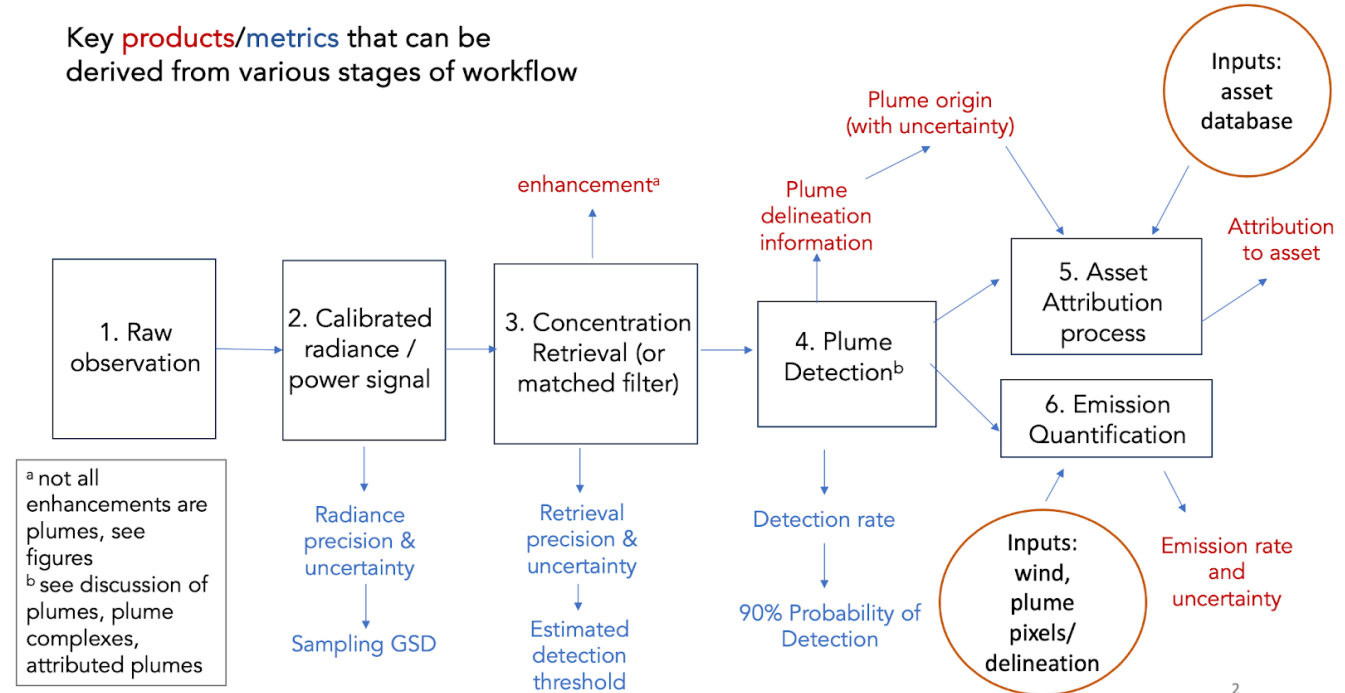 Key products/metrics that can be
derived from various stages of workflow
Inputs:
asset
database
Plume origin
(with uncertainty)
enhancementᵃ
Plume
delineation
information
Attribution
to asset
1. Raw
observation
2. Calibrated
radiance /
power signal
3. Concentration
Retrieval (or
matched filter)
4. Plume
Detectionᵇ
5. Asset
Attribution
process
6. Emission
Quantification
ᵃ not all
enhancements are
plumes, see
figures
ᵇ see discussion of
plumes, plume
complexes,
attributed plumes
Radiance
precision &
uncertainty
Sampling GSD
Retrieval
precision &
uncertainty
Estimated
detection
threshold
Detection rate
90% Probability of
Detection
Inputs:
wind,
plume
pixels/
delineation
Emission rate
and
uncertainty
2